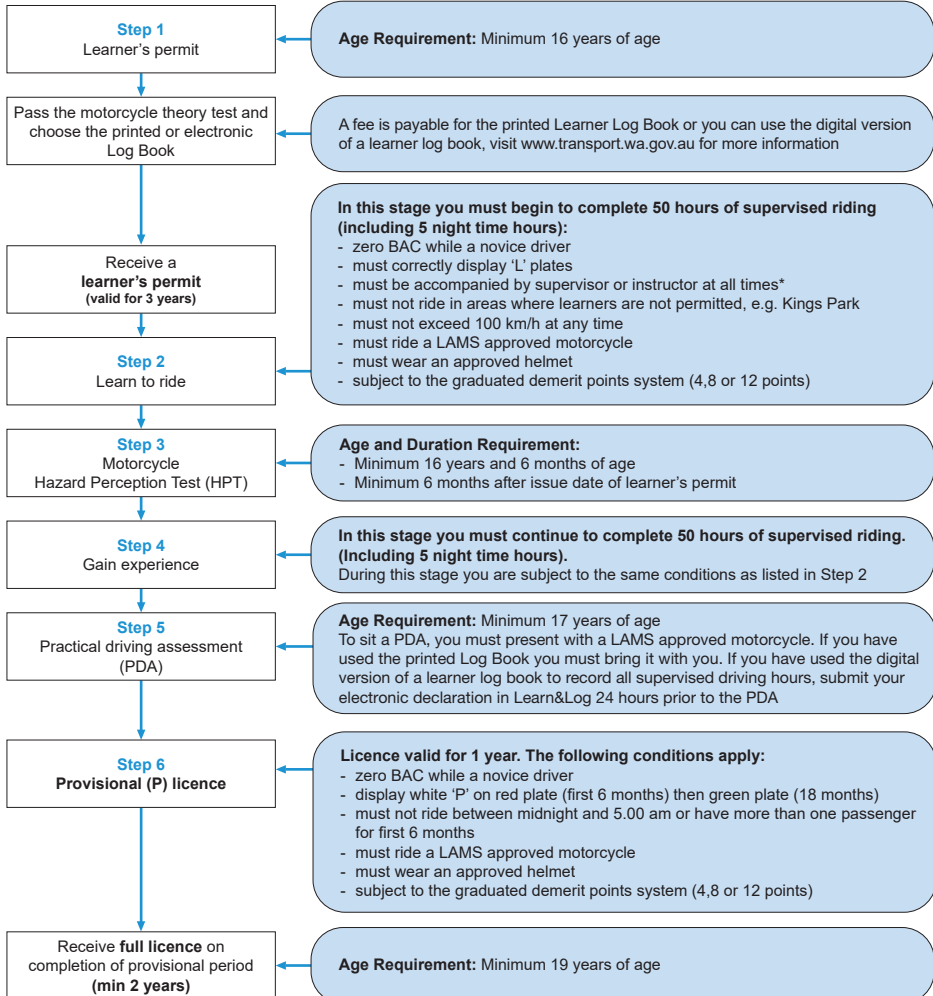 Step 1
Learner's permit
Age Requirement: Minimum 16 years of age
Pass the motorcycle theory test and
choose the printed or electronic
Log Book
A fee is payable for the printed Learner Log Book or you can use the digital version
of a learner log book, visit www.transport.wa.gov.au for more information
Receive a
learner's permit
(valid for 3 years)
Step 2
Learn to ride
In this stage you must begin to complete 50 hours of supervised riding
(including 5 night time hours):
- zero BAC while a novice driver
- must correctly display 'L' plates
- must be accompanied by supervisor or instructor at all times*
- must not ride in areas where learners are not permitted, e.g. Kings Park
- must not exceed 100 km/h at any time
- must ride a LAMS approved motorcycle
- must wear an approved helmet
- subject to the graduated demerit points system (4,8 or 12 points)
Step 3
Motorcycle
Hazard Perception Test (HPT)
Age and Duration Requirement:
- Minimum 16 years and 6 months of age
- Minimum 6 months after issue date of learner's permit
Step 4
Gain experience
In this stage you must continue to complete 50 hours of supervised riding.
(Including 5 night time hours).
During this stage you are subject to the same conditions as listed in Step 2
Step 5
Practical driving assessment
(PDA)
Age Requirement: Minimum 17 years of age
To sit a PDA, you must present with a LAMS approved motorcycle. If you have
used the printed Log Book you must bring it with you. If you have used the digital
version of a learner log book to record all supervised driving hours, submit your
electronic declaration in Learn&Log 24 hours prior to the PDA
Step 6
Provisional (P) licence
Licence valid for 1 year. The following conditions apply:
- zero BAC while a novice driver
- display white 'P' on red plate (first 6 months) then green plate (18 months)
- must not ride between midnight and 5.00 am or have more than one passenger
for first 6 months
- must ride a LAMS approved motorcycle
- must wear an approved helmet
- subject to the graduated demerit points system (4,8 or 12 points)
Receive full licence on
completion of provisional period
(min 2 years)
Age Requirement: Minimum 19 years of age